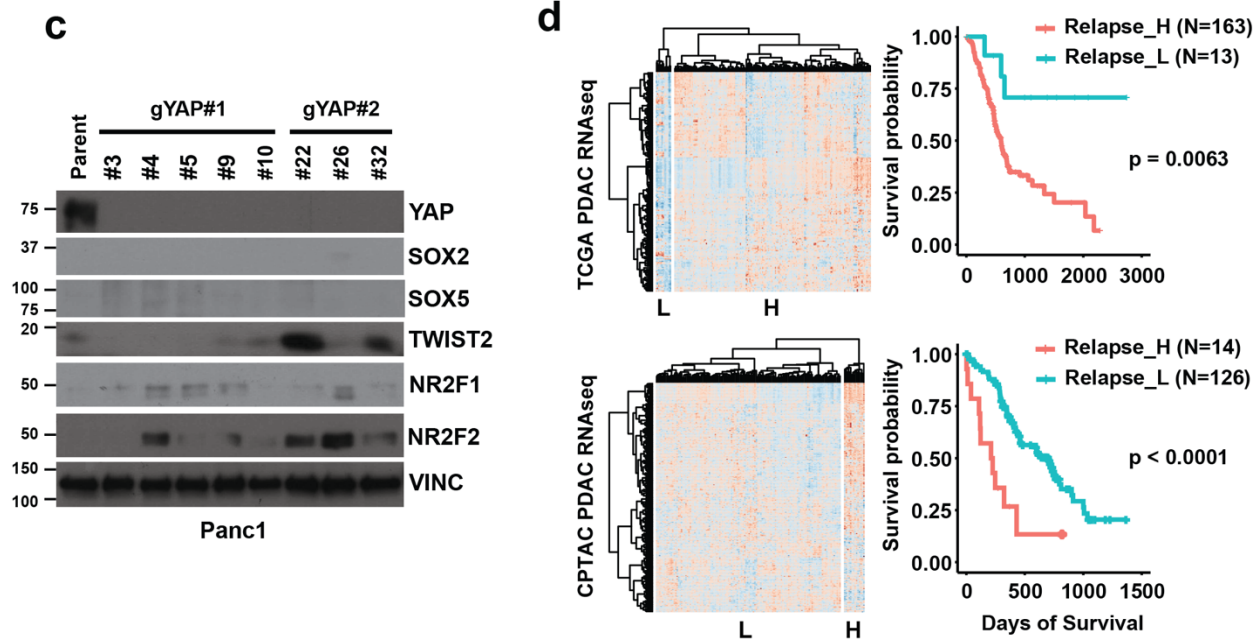 c
gYAP#1
gYAP#2
Parent
#3
#4
#5
#9
#10
#22
#26
#32
75
YAP
37
SOX2
100
75
SOX5
20
TWIST2
50
NR2F1
50
NR2F2
150
100
VINC
Panc1
d
TCGA PDAC RNAseq
L
H
Survival probability
1.00
0.75
0.50
0.25
0.00
0
1000
2000
3000
Relapse_H (N=163)
Relapse_L (N=13)
p = 0.0063
CPTAC PDAC RNAseq
L
H
Survival probability
1.00
0.75
0.50
0.25
0.00
0
500
1000
1500
Days of Survival
Relapse_H (N=14)
Relapse_L (N=126)
p < 0.0001